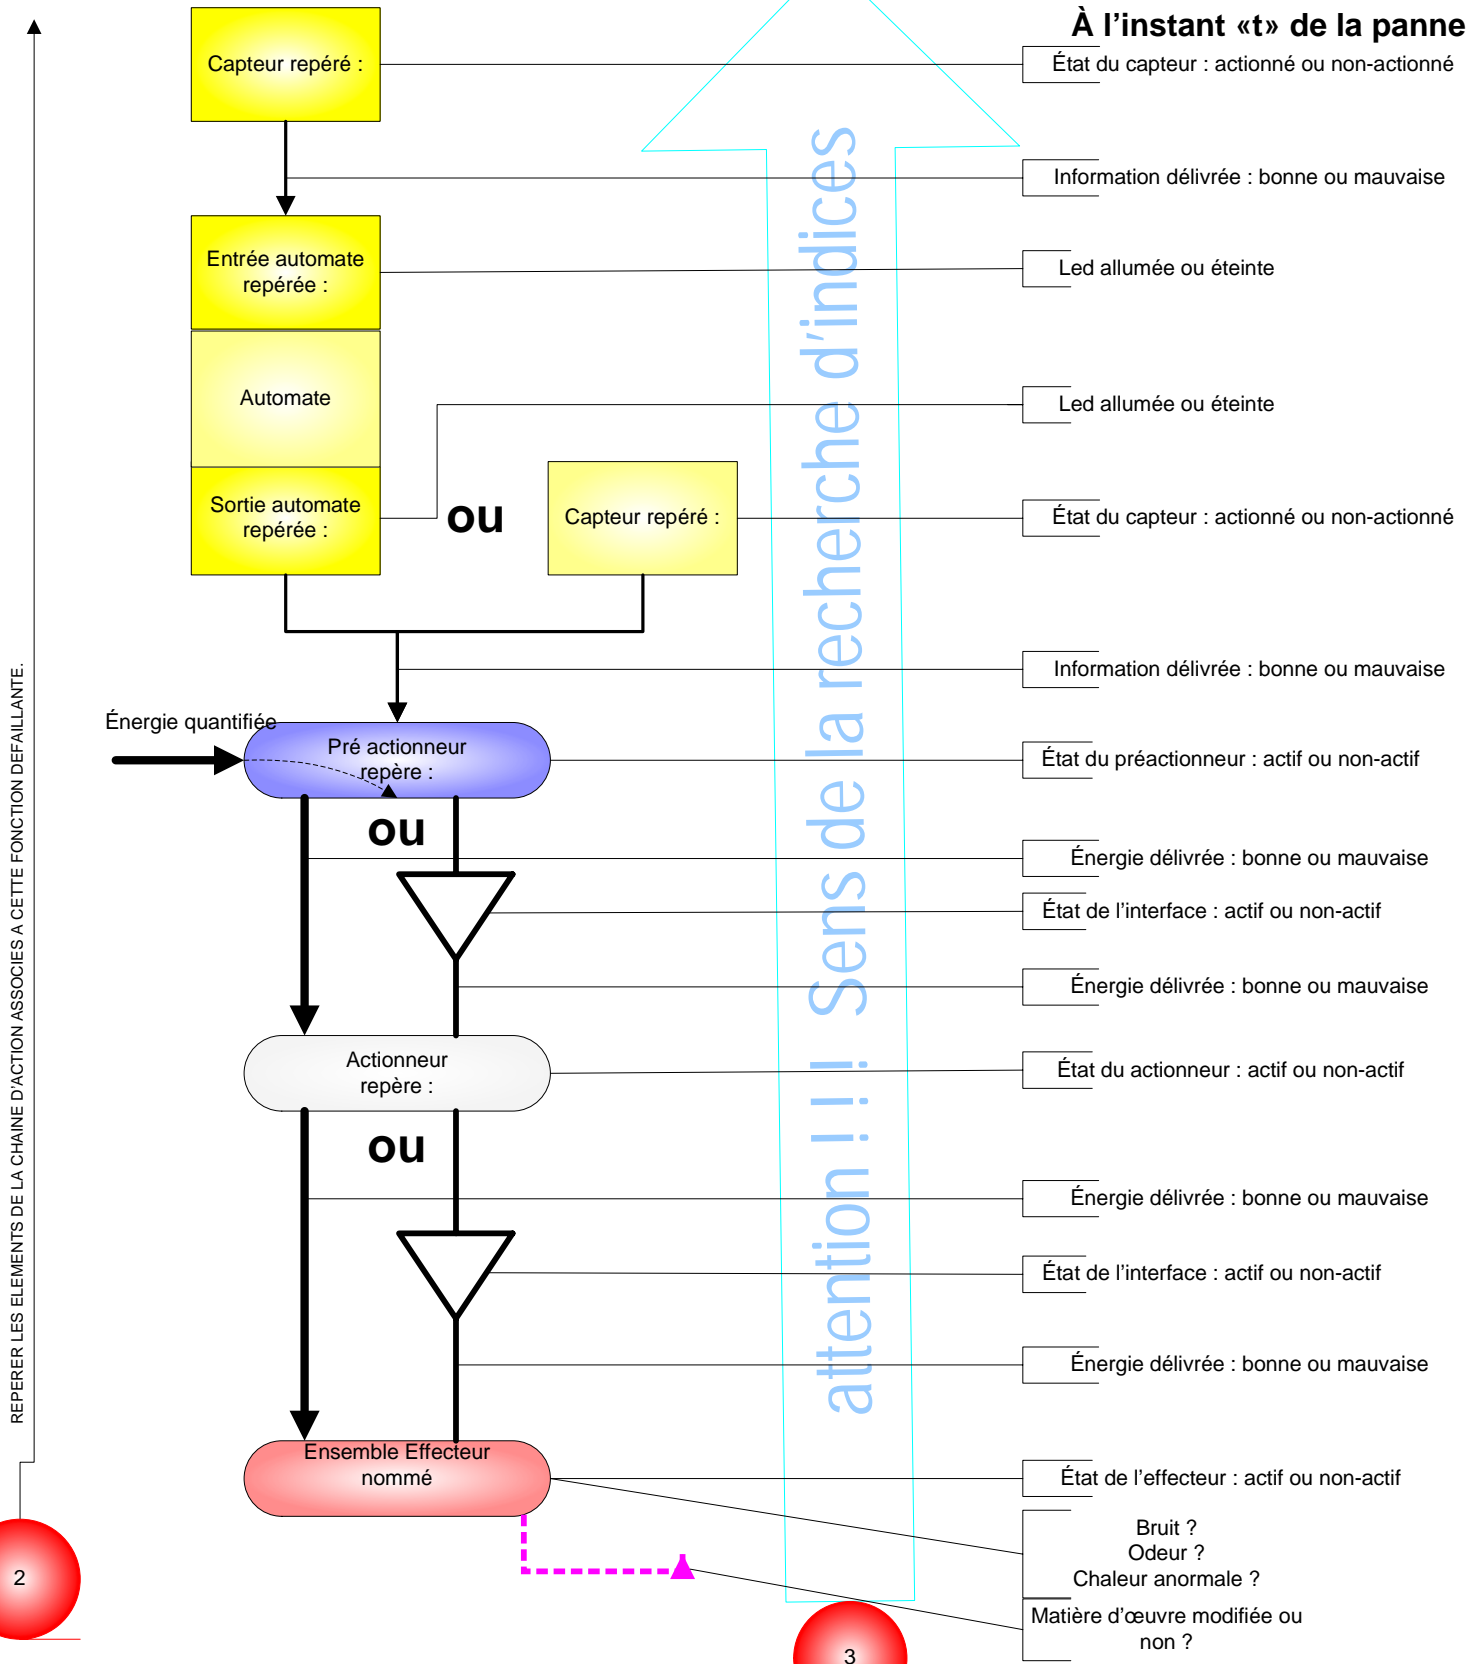 À l'instant «t» de la panne
Capteur repéré :
État du capteur : actionné ou non-actionné
Information délivrée : bonne ou mauvaise
Entrée automate
repérée :
Led allumée ou éteinte
Automate
Led allumée ou éteinte
Sortie automate
repérée :
ou
Capteur repéré :
État du capteur : actionné ou non-actionné
Information délivrée : bonne ou mauvaise
Énergie quantifiée
Pré actionneur
repère :
État du préactionneur : actif ou non-actif
ou
Énergie délivrée : bonne ou mauvaise
État de l'interface : actif ou non-actif
Énergie délivrée : bonne ou mauvaise
Actionneur
repère :
État du actionneur : actif ou non-actif
ou
Énergie délivrée : bonne ou mauvaise
État de l'interface : actif ou non-actif
Énergie délivrée : bonne ou mauvaise
Ensemble Effecteur
nommé
État de l'effecteur : actif ou non-actif
Bruit ?
Odeur ?
Chaleur anormale ?
Matière d'œuvre modifiée ou
non ?
REPERER LES ELEMENTS DE LA CHAINE D'ACTION ASSOCIES A CETTE FONCTION DEFAILLANTE.
2
attention ! ! ! Sens de la recherche d'indices
3